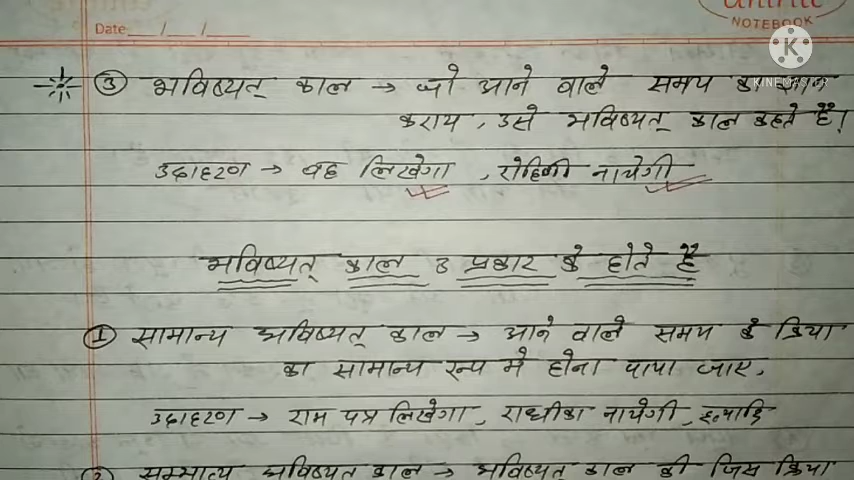 Date
NOTEBOOK
K
KINEMASTER
③ भविष्यत् काल → जो आने वाले समय का ज्ञान
कराय, उसे भविष्यत् काल कहते हैं।
उदाहरण → वह लिखेगा, रोहिणी नाचेगी
भविष्यत् काल 3 प्रकार के होते हैं
① सामान्य भविष्यत् काल → आने वाले समय के क्रिया
का सामान्य रूप मे होना पाया जाए,
उदाहरण → राम पत्र लिखेगा, राधीका नाचेगी, इत्यादि
② सम्भाव्य भविष्यत काल → भविष्यत् काल की जिस क्रिया